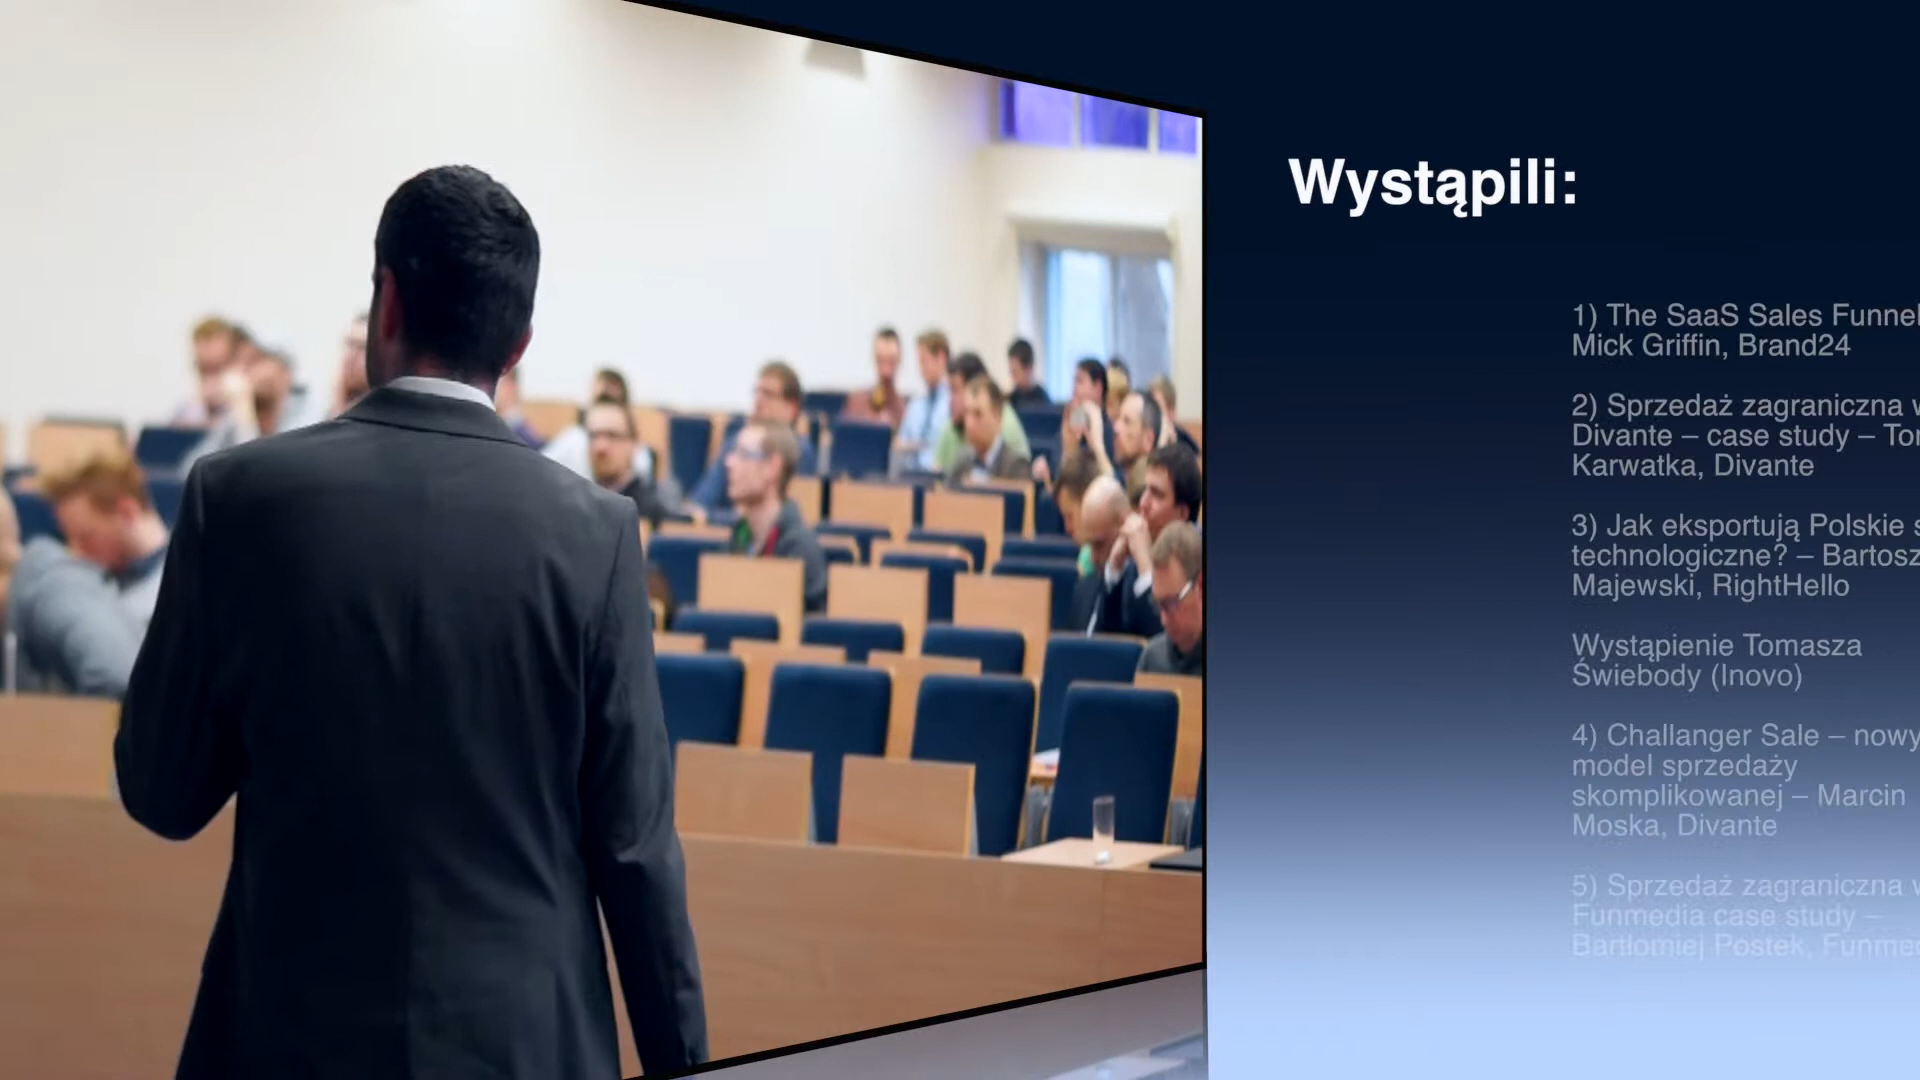 Wystąpili:
1) The SaaS Sales Funnel
Mick Griffin, Brand24
2) Sprzedaż zagraniczna w
Divante – case study –
Karwatka, Divante
3) Jak eksportują Polskie
technologiczne? – Bartosz
Majewski, RightHello
Wystąpienie Tomasza
Świebody (Inovo)
4) Challanger Sale – nowy
model sprzedaży
skomplikowanej – Marcin
Moska, Divante
5) Sprzedaż zagraniczna w
Funmedia case study –
Bartłomiej Postek,